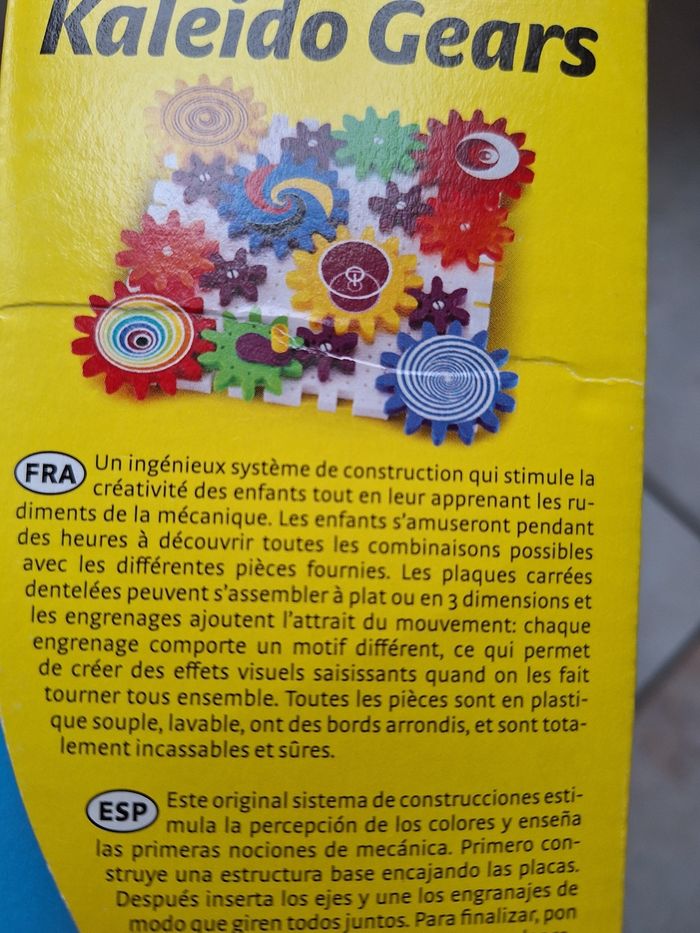 Kaleido Gears
FRA Un ingénieux système de construction qui stimule la
créativité des enfants tout en leur apprenant les ru-
diments de la mécanique. Les enfants s'amuseront pendant
des heures à découvrir toutes les combinaisons possibles
avec les différentes pièces fournies. Les plaques carrées
dentelées peuvent s'assembler à plat ou en 3 dimensions et
les engrenages ajoutent l'attrait du mouvement: chaque
engrenage comporte un motif différent, ce qui permet
de créer des effets visuels saisissants quand on les fait
tourner tous ensemble. Toutes les pièces sont en plasti-
que souple, lavable, ont des bords arrondis, et sont tota-
lement incassables et sûres.
ESP Este original sistema de construcciones esti-
mula la percepción de los colores y enseña
las primeras nociones de mecánica. Primero con-
struye una estructura base encajando las placas.
Después inserta los ejes y une los engranajes de
modo que giren todos juntos. Para finalizar, pon